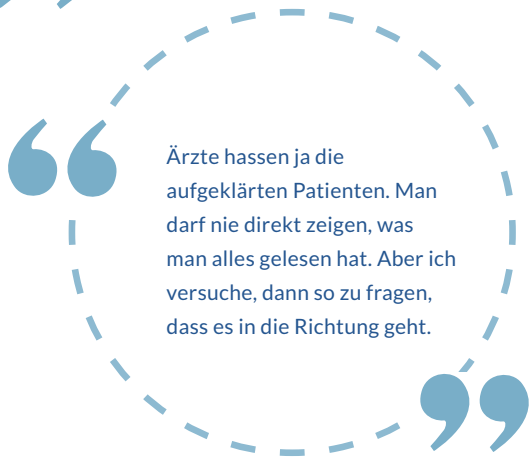 Ärzte hassen ja die
aufgeklärten Patienten. Man
darf nie direkt zeigen, was
man alles gelesen hat. Aber ich
versuche, dann so zu fragen,
dass es in die Richtung geht.